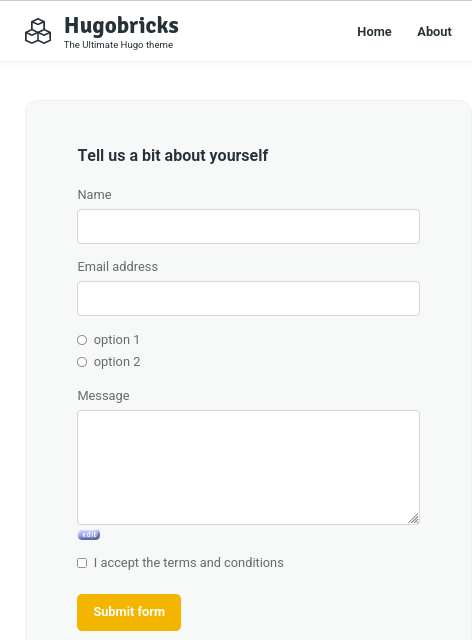 Hugobricks
The Ultimate Hugo theme
Home About
Tell us a bit about yourself
Name
Email address
option 1
option 2
Message
edit
I accept the terms and conditions
Submit form